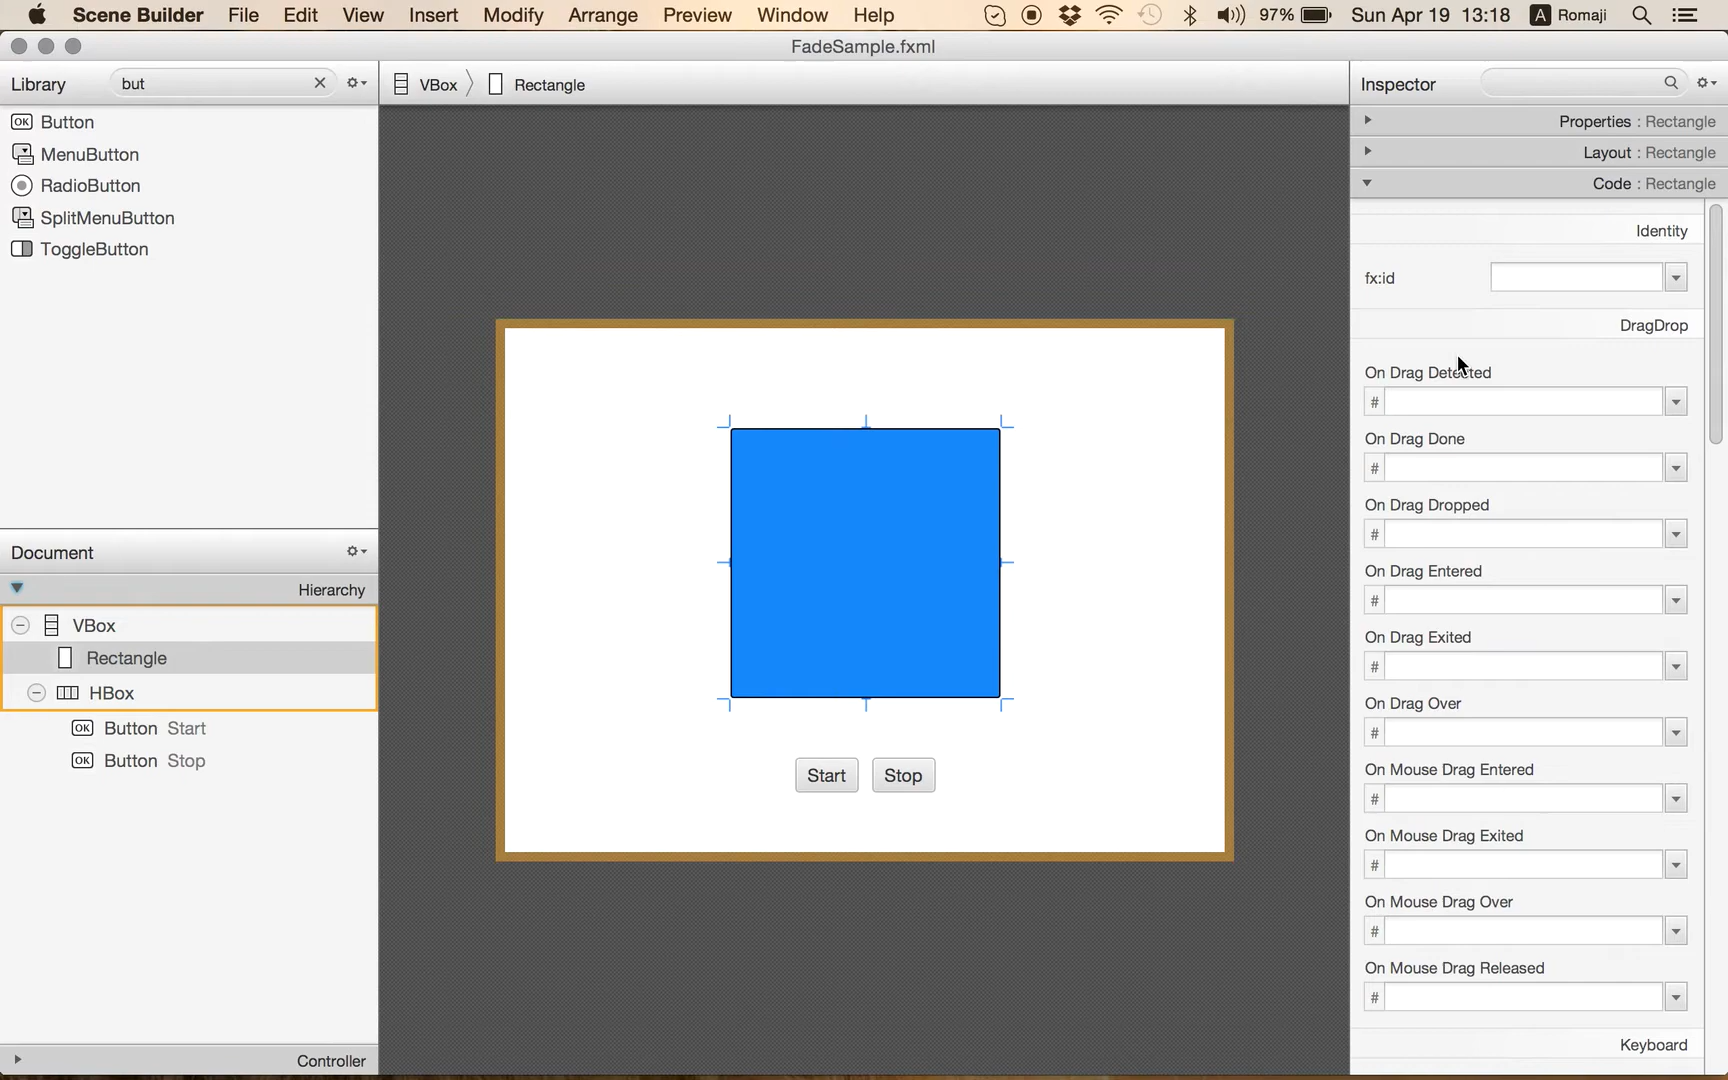 Scene Builder File Edit View Insert Modify Arrange Preview Window Help 97% Sun Apr 19 13:18 A Romaji
FadeSample.fxml
Library but
VBox Rectangle
Inspector
OK Button
MenuButton
RadioButton
SplitMenuButton
ToggleButton
Properties : Rectangle
Layout : Rectangle
Code : Rectangle
Identity
fx:id
DragDrop
On Drag Detected
#
On Drag Done
#
On Drag Dropped
#
On Drag Entered
#
On Drag Exited
#
On Drag Over
#
On Mouse Drag Entered
#
On Mouse Drag Exited
#
On Mouse Drag Over
#
On Mouse Drag Released
#
Keyboard
Start Stop
Document
Hierarchy
VBox
Rectangle
HBox
OK Button Start
OK Button Stop
Controller